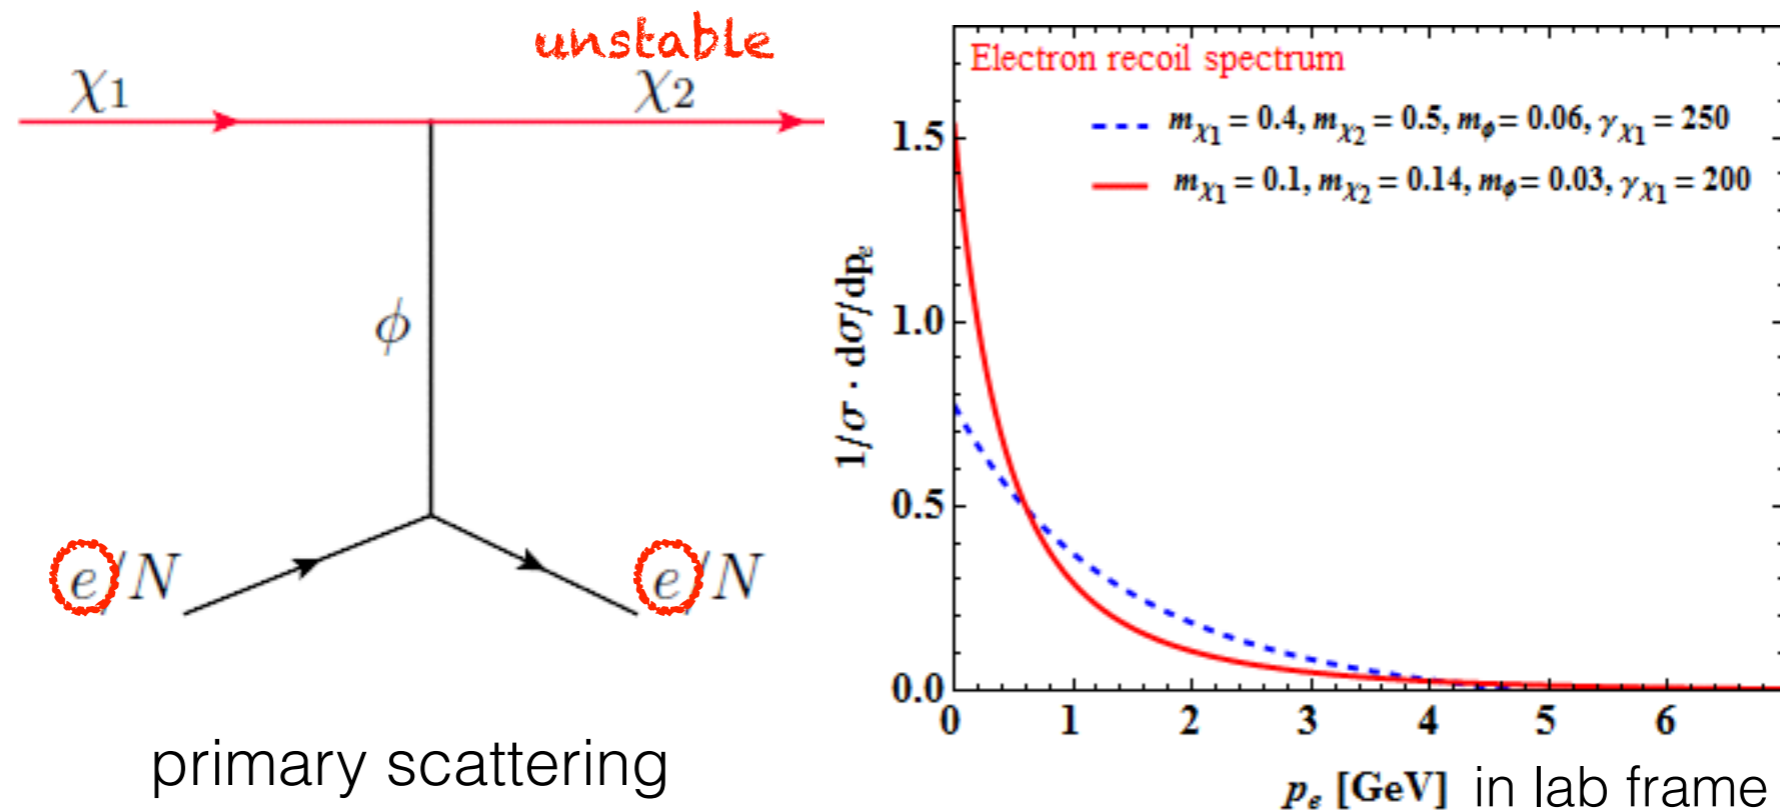 unstable
χ1
χ2
ϕ
e/N
e/N
primary scattering
Electron recoil spectrum
mχ1 = 0.4, mχ2 = 0.5, mϕ = 0.06, γχ1 = 250
mχ1 = 0.1, mχ2 = 0.14, mϕ = 0.03, γχ1 = 200
1/σ · dσ/dpe
1.5
1.0
0.5
0.0
0 1 2 3 4 5 6
pe [GeV] in lab frame